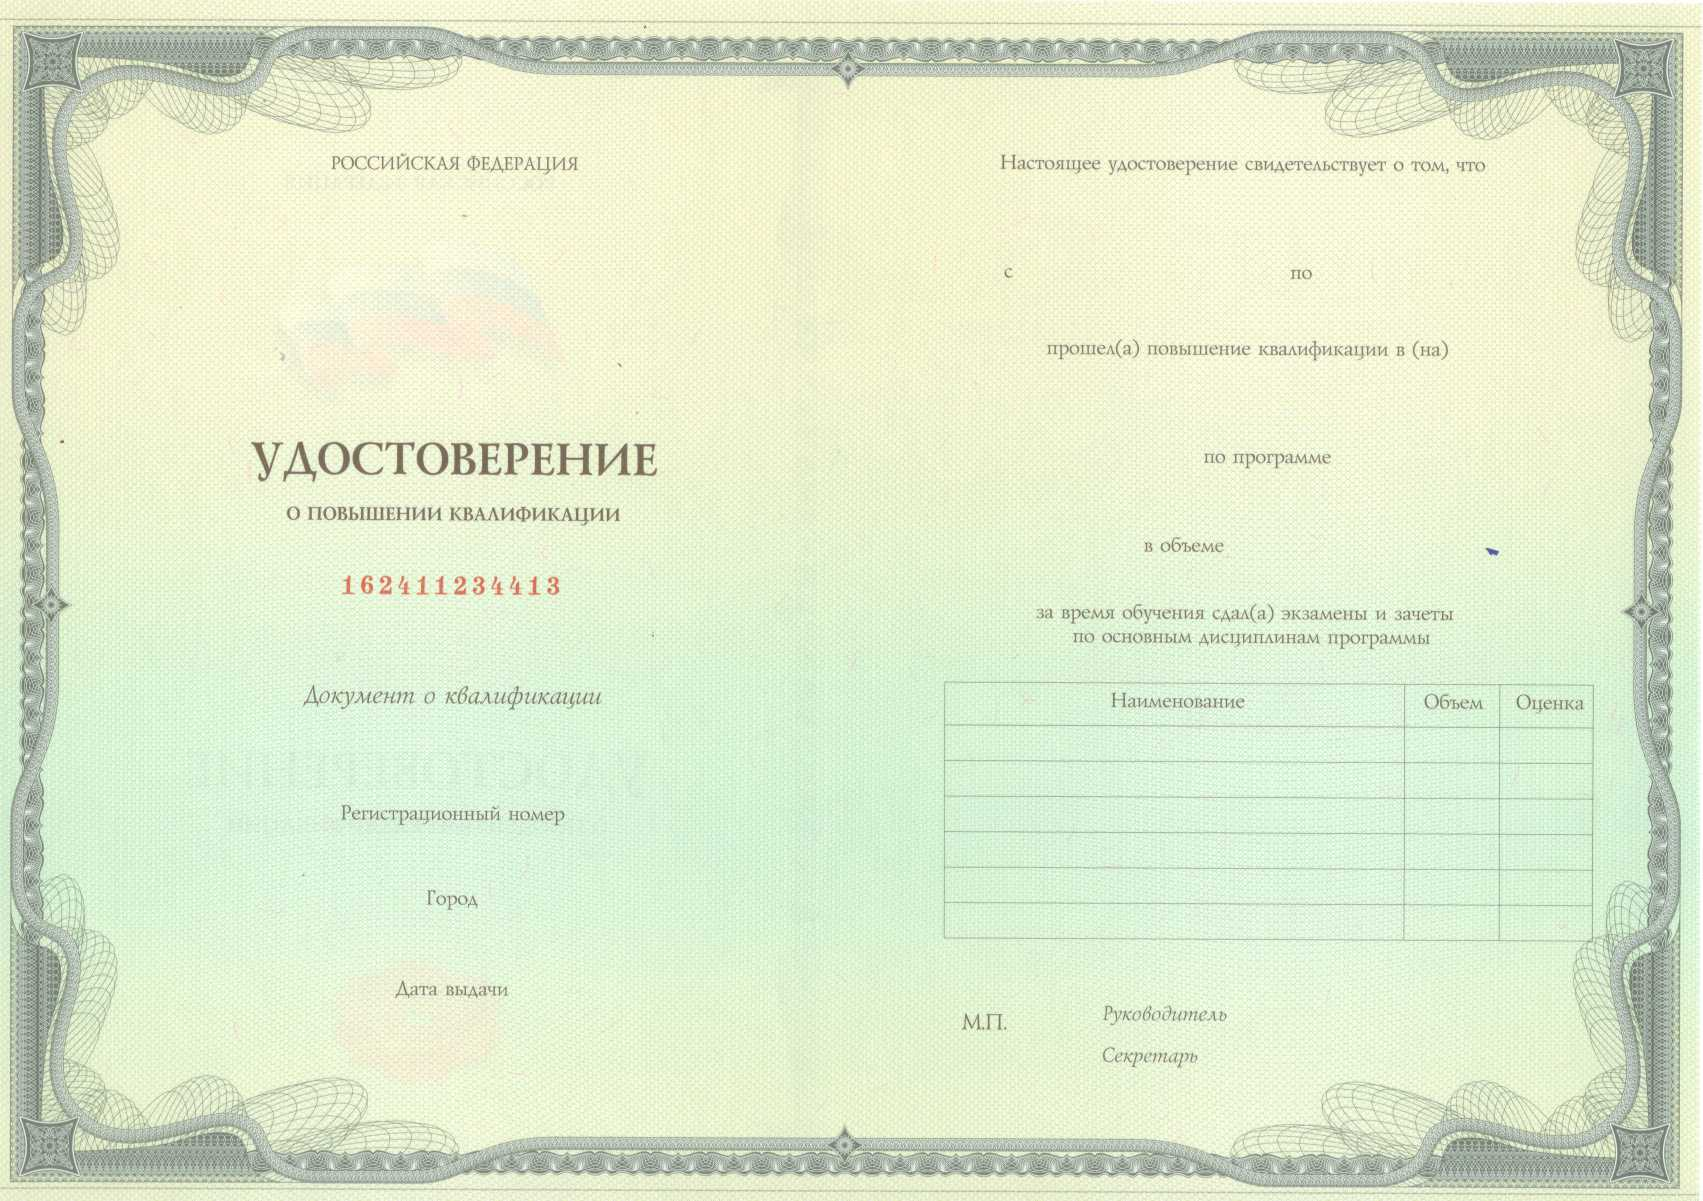 РОССИЙСКАЯ ФЕДЕРАЦИЯ
УДОСТОВЕРЕНИЕ
О ПОВЫШЕНИИ КВАЛИФИКАЦИИ
162411234413
Документ о квалификации
Регистрационный номер
Город
Дата выдачи
Настоящее удостоверение свидетельствует о том, что
с по
прошел(а) повышение квалификации в (на)
по программе
в объеме
за время обучения сдал(а) экзамены и зачеты
по основным дисциплинам программы
Наименование Объем Оценка
М.П. Руководитель
Секретарь